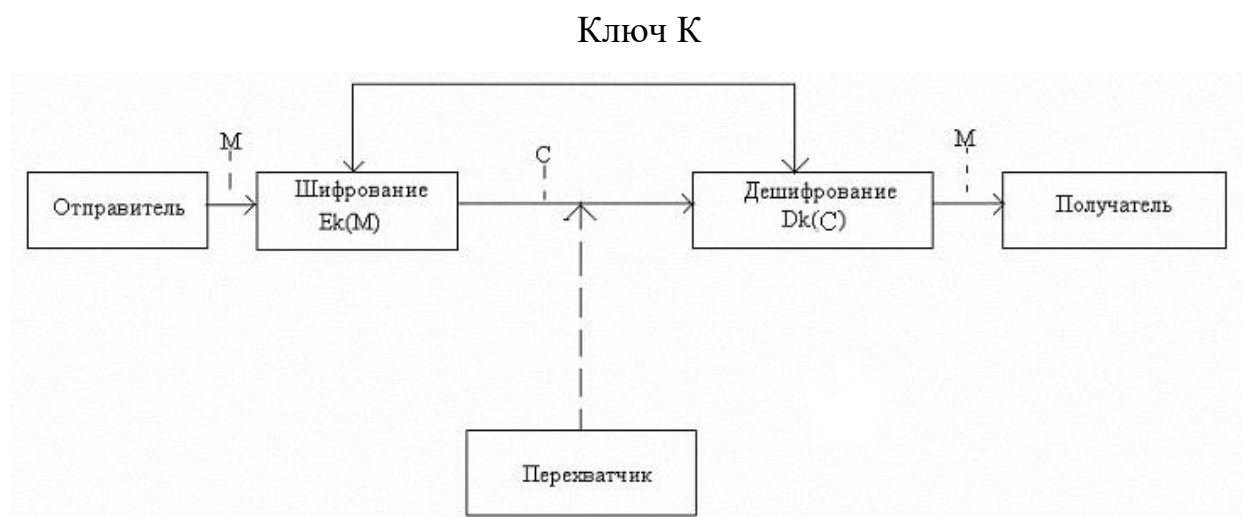 Ключ К
М
С
М
Отправитель
Шифрование
Ek(M)
Дешифрование
Dk(C)
Получатель
Перехватчик